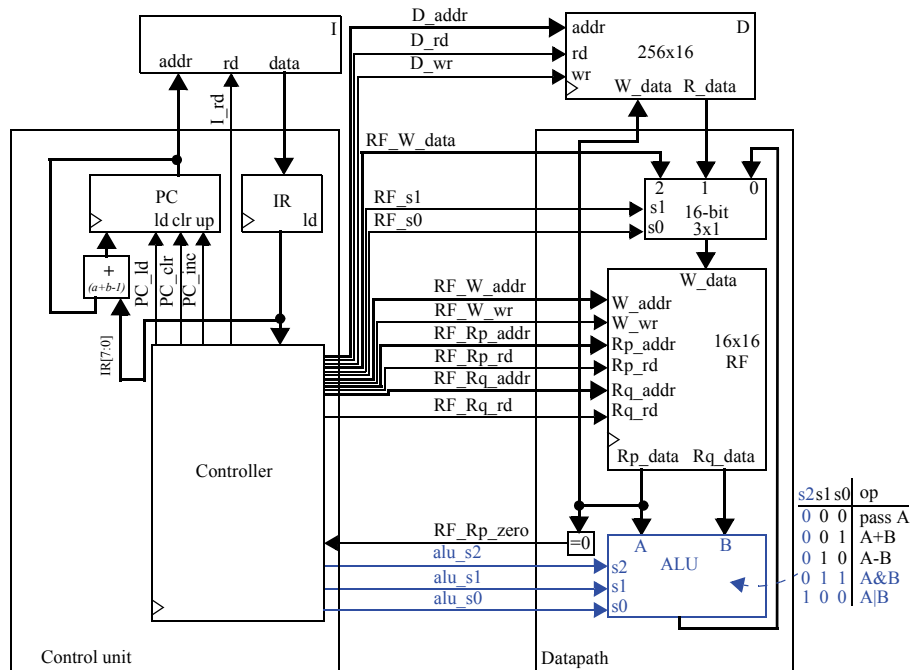 I
addr rd data
I_rd
D_addr
D_rd
D_wr
addr
rd
wr
D
256x16
W_data R_data
PC
ld clr up
IR
ld
+
(a+b-1)
IR[7:0]
PC_ld
PC_clr
PC_inc
RF_W_data
RF_s1
RF_s0
2 1 0
s1
s0
16-bit
3x1
RF_W_addr
RF_W_wr
RF_Rp_addr
RF_Rp_rd
RF_Rq_addr
RF_Rq_rd
W_data
W_addr
W_wr
Rp_addr
Rp_rd
Rq_addr
Rq_rd
16x16
RF
Rp_data Rq_data
Controller
RF_Rp_zero
=0
alu_s2
alu_s1
alu_s0
A B
ALU
s2
s1
s0
s2 s1 s0 op
0 0 0 pass A
0 0 1 A+B
0 1 0 A-B
0 1 1 A&B
1 0 0 A|B
Control unit
Datapath